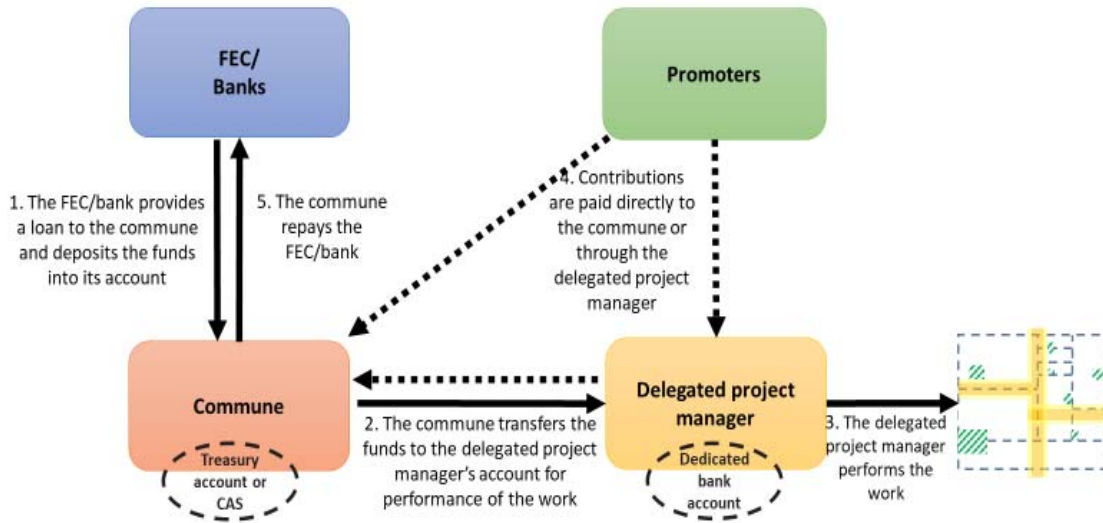 FEC/
Banks
Promoters
1. The FEC/bank provides
a loan to the commune
and deposits the funds
into its account
5. The commune
repays the
FEC/bank
4. Contributions
are paid directly to
the commune or
through the
delegated project
manager
Commune
Treasury
account or
CAS
2. The commune transfers the
funds to the delegated project
manager's account for
performance of the work
Delegated project
manager
Dedicated
bank
account
3. The delegated
project manager
performs the
work